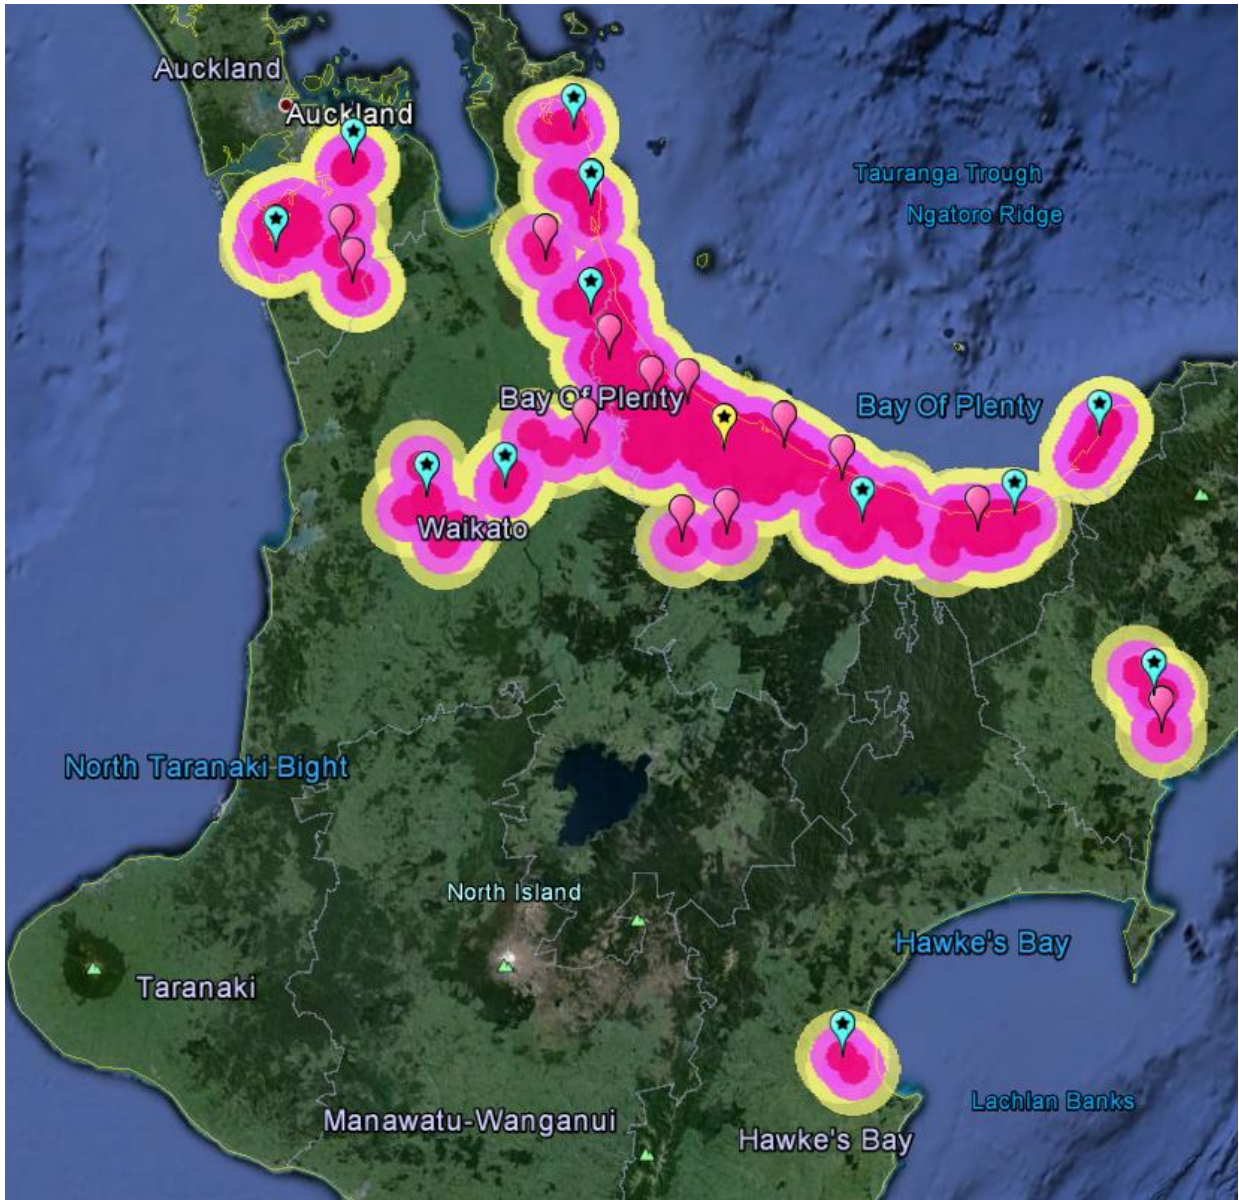 Auckland
Auckland
Tauranga Trough
Ngatoro Ridge
Bay Of Plenty
Bay Of Plenty
Waikato
North Taranaki Bight
North Island
Hawke's Bay
Taranaki
Lachlan Banks
Manawatu-Wanganui
Hawke's Bay